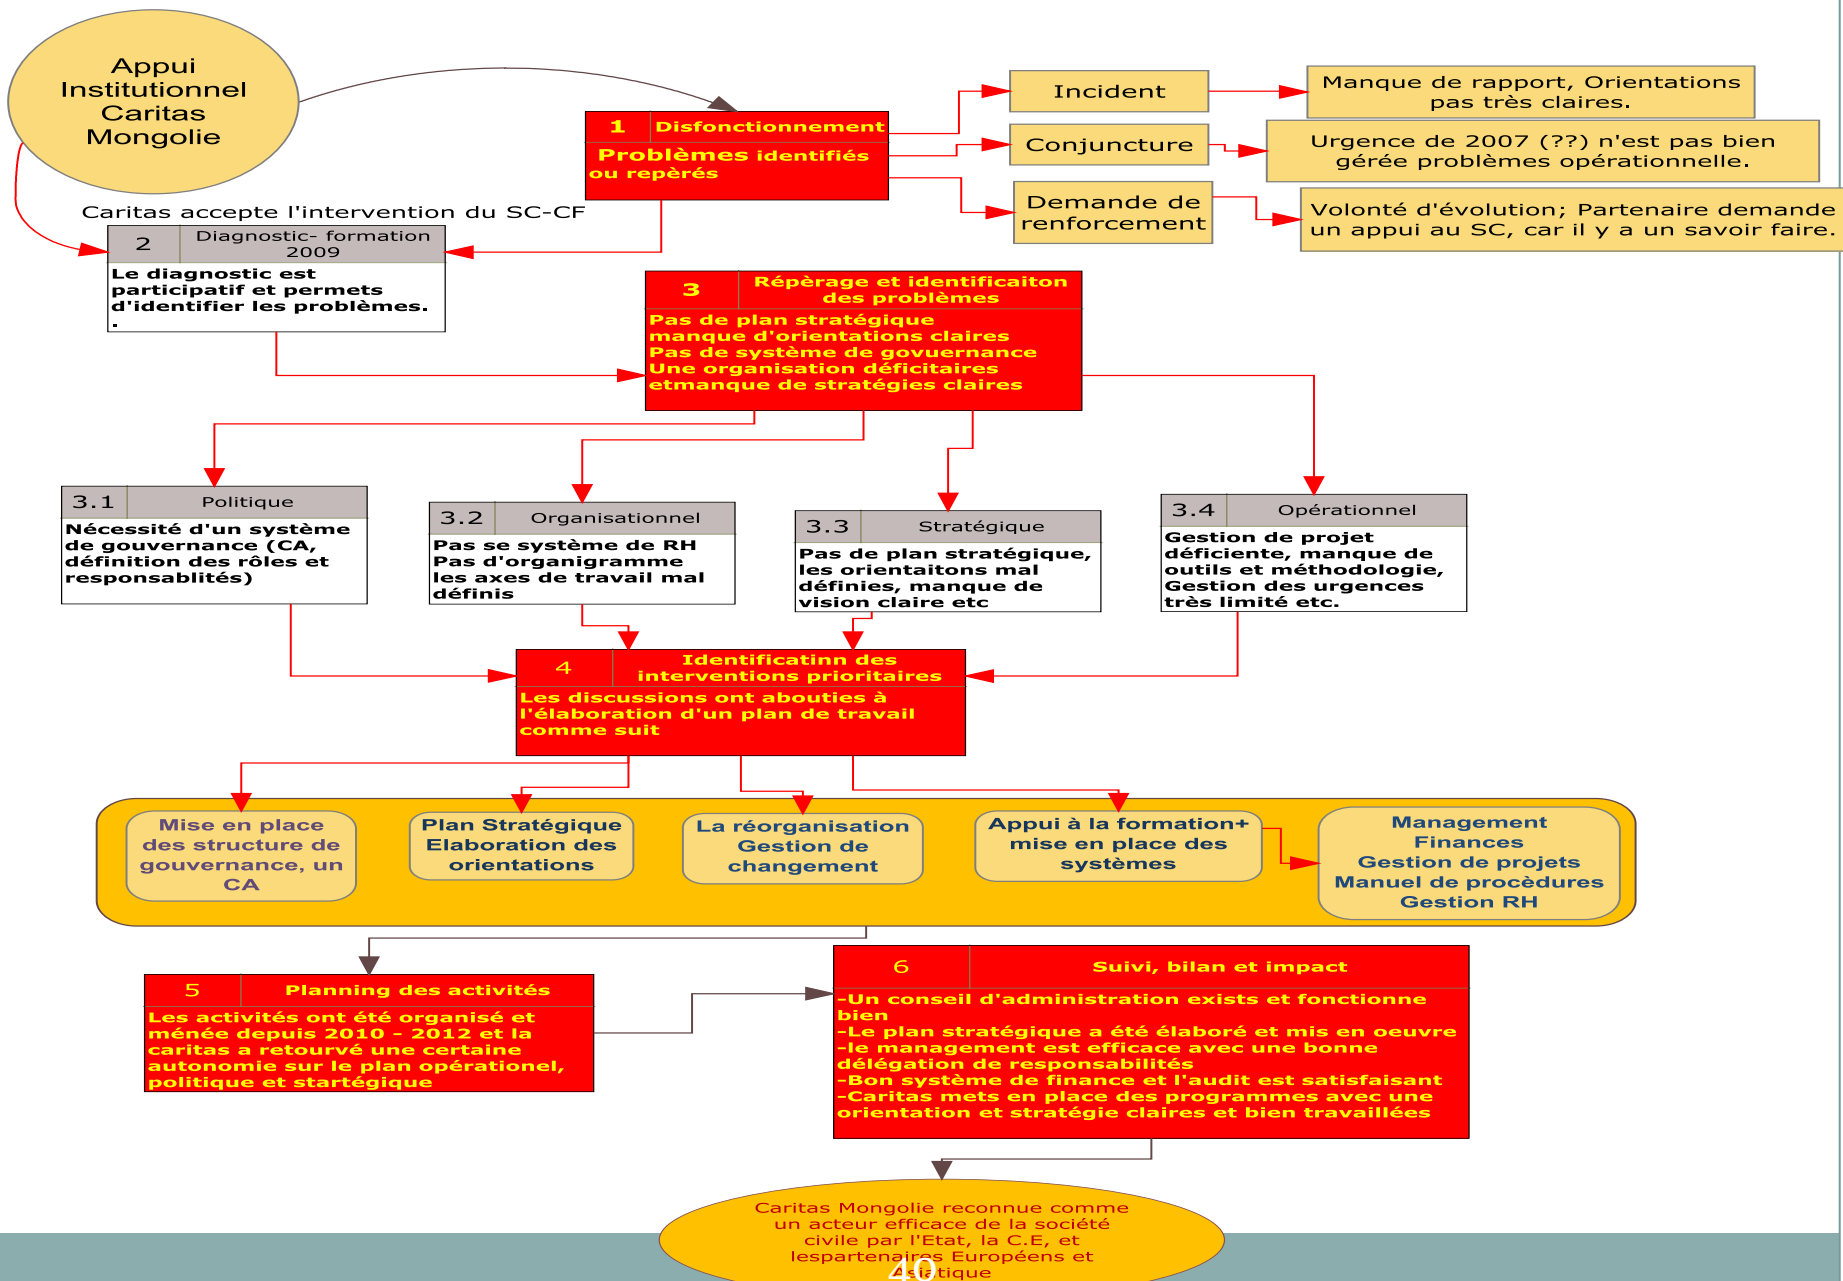 Appui
Institutionnel
Caritas
Mongolie
1 Disfonctionnement
Problèmes identifiés
ou repèrés
Incident
Manque de rapport, Orientations
pas très claires.
Conjuncture
Urgence de 2007 (??) n'est pas bien
gérée problèmes opérationnelle.
Demande de
renforcement
Volonté d'évolution; Partenaire demande
un appui au SC, car il y a un savoir faire.
Caritas accepte l'intervention du SC-CF
2 Diagnostic- formation
2009
Le diagnostic est
participatif et permets
d'identifier les problèmes.
.
3 Répèrage et identificaiton
des problèmes
Pas de plan stratégique
manque d'orientations claires
Pas de système de govuernance
Une organisation déficitaires
etmanque de stratégies claires
3.1 Politique
Nécessité d'un système
de gouvernance (CA,
définition des rôles et
responsablités)
3.2 Organisationnel
Pas se système de RH
Pas d'organigramme
les axes de travail mal
définis
3.3 Stratégique
Pas de plan stratégique,
les orientaitons mal
définies, manque de
vision claire etc
3.4 Opérationnel
Gestion de projet
déficiente, manque de
outils et méthodologie,
Gestion des urgences
très limité etc.
4 Identificatinn des
interventions prioritaires
Les discussions ont abouties à
l'élaboration d'un plan de travail
comme suit
Mise en place
des structure de
gouvernance, un
CA
Plan Stratégique
Elaboration des
orientations
La réorganisation
Gestion de
changement
Appui à la formation+
mise en place des
systèmes
Management
Finances
Gestion de projets
Manuel de procèdures
Gestion RH
5 Planning des activités
Les activités ont été organisé et
ménée depuis 2010 - 2012 et la
caritas a retourvé une certaine
autonomie sur le plan opérationel,
politique et startégique
6 Suivi, bilan et impact
-Un conseil d'administration exists et fonctionne
bien
-Le plan stratégique a été élaboré et mis en oeuvre
-le management est efficace avec une bonne
délégation de responsabilités
-Bon système de finance et l'audit est satisfaisant
-Caritas mets en place des programmes avec une
orientation et stratégie claires et bien travaillées
Caritas Mongolie reconnue comme
un acteur efficace de la société
civile par l'Etat, la C.E, et
lespartenaires Européens et
Asiatique
40